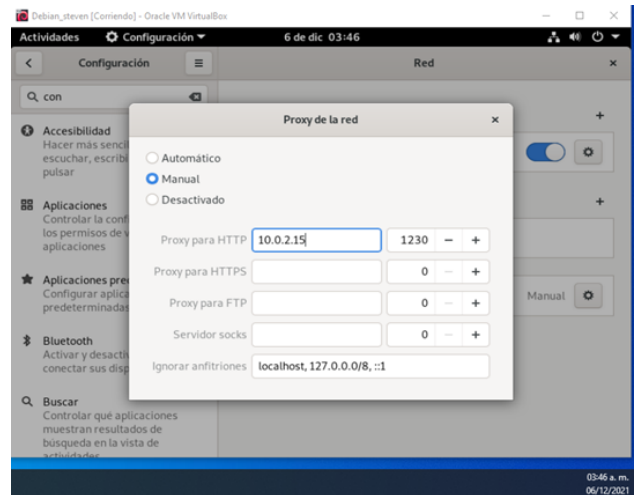 Debian_steven [Corriendo] - Oracle VM VirtualBox
Actividades Configuración 6 de dic 03:46
Configuración Red
con
Proxy de la red
Accesibilidad
Hacer más sencil
escuchar, escribi
pulsar
Automático
Manual
Desactivado
Aplicaciones
Controlar la conf
los permisos de v
aplicaciones
Proxy para HTTP 10.0.2.15 1230 - +
Proxy para HTTPS 0 - +
Aplicaciones pre
Configurar aplica
predeterminadas
Proxy para FTP 0 - +
Manual
Servidor socks 0 - +
Bluetooth
Activar y desactiv
conectar sus disp
Ignorar anfitriones localhost, 127.0.0.0/8, ::1
Buscar
Controlar qué aplicaciones
muestran resultados de
búsqueda en la vista de
actividades
03:46 a. m.
06/12/2021